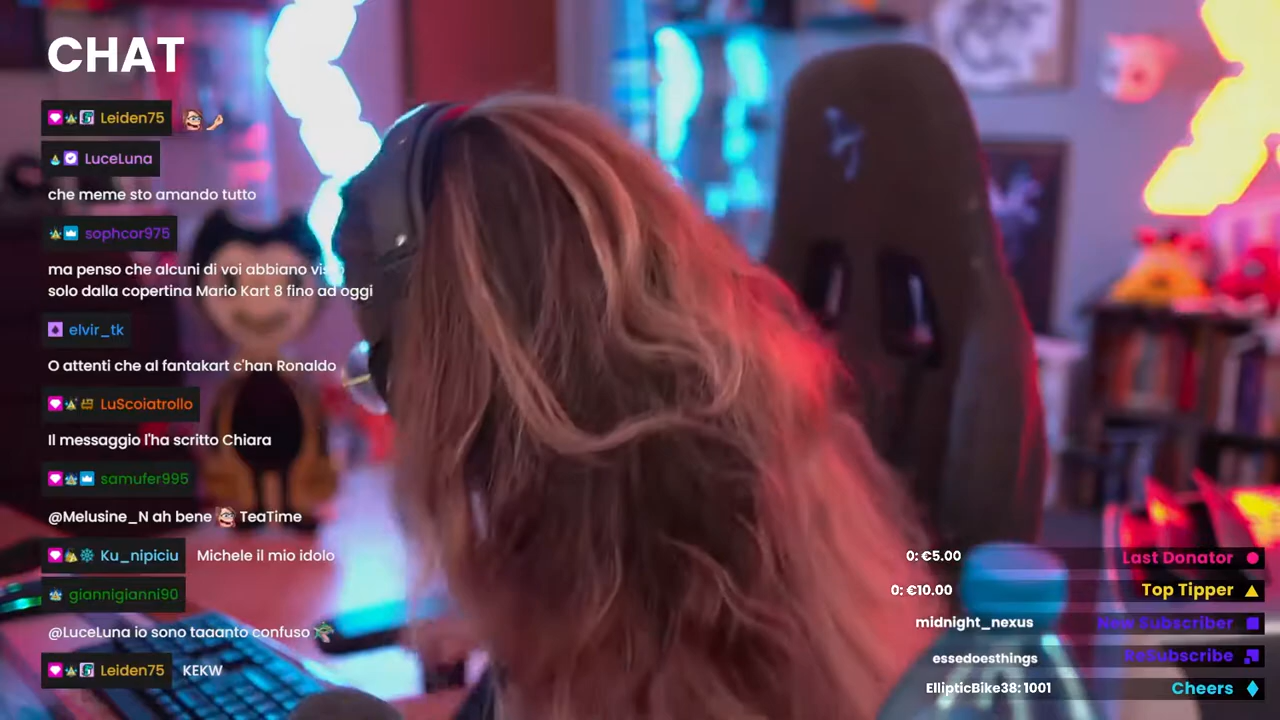 CHAT
Leiden75
LuceLuna
che meme sto amando tutto
sophcor975
ma penso che alcuni di voi abbiano visto
solo dalla copertina Mario Kart 8 fino ad oggi
elvir_tk
O attenti che al fantakart c'han Ronaldo
LuScoiatrollo
Il messaggio l'ha scritto Chiara
samufer995
@Melusine_N ah bene TeaTime
Ku_nipiciu Michele il mio idolo
giannigianni90
@LuceLuna io sono taaanto confuso
Leiden75 KEKW
0: €5.00 Last Donator
0: €10.00 Top Tipper
midnight_nexus New Subscriber
essedoesthings ReSubscribe
EllipticBike38: 1001 Cheers